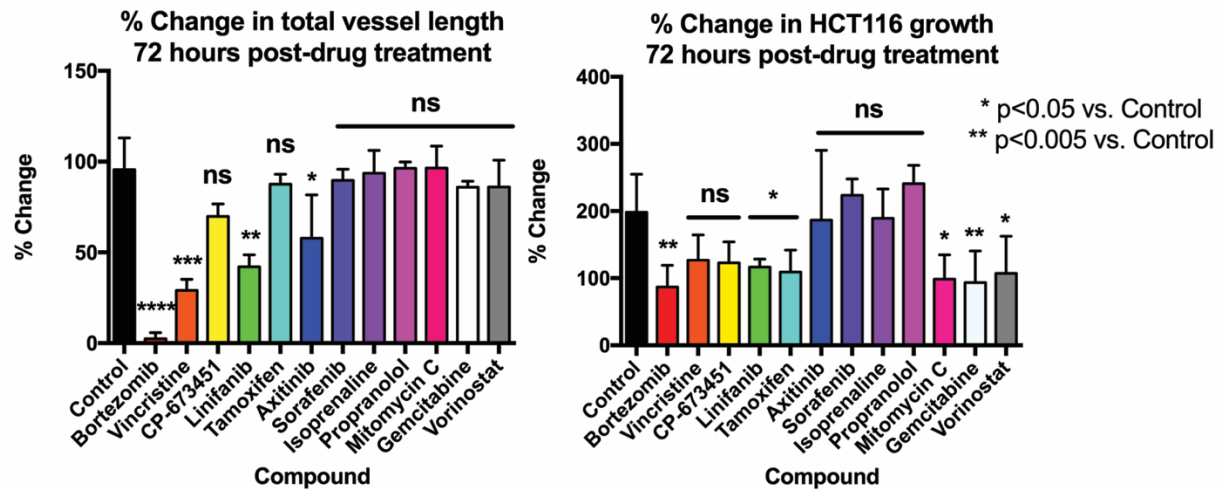 % Change in total vessel length
72 hours post-drug treatment
150
100
50
0
% Change
****
***
ns
**
ns
*
ns
Control
Bortezomib
Vincristine
CP-673451
Linifanib
Tamoxifen
Axitinib
Sorafenib
Isoprenaline
Propranolol
Mitomycin C
Gemcitabine
Vorinostat
Compound
% Change in HCT116 growth
72 hours post-drug treatment
400
300
200
100
0
% Change
**
ns
*
ns
*
**
*
* p<0.05 vs. Control
** p<0.005 vs. Control
Control
Bortezomib
Vincristine
CP-673451
Linifanib
Tamoxifen
Axitinib
Sorafenib
Isoprenaline
Propranolol
Mitomycin C
Gemcitabine
Vorinostat
Compound